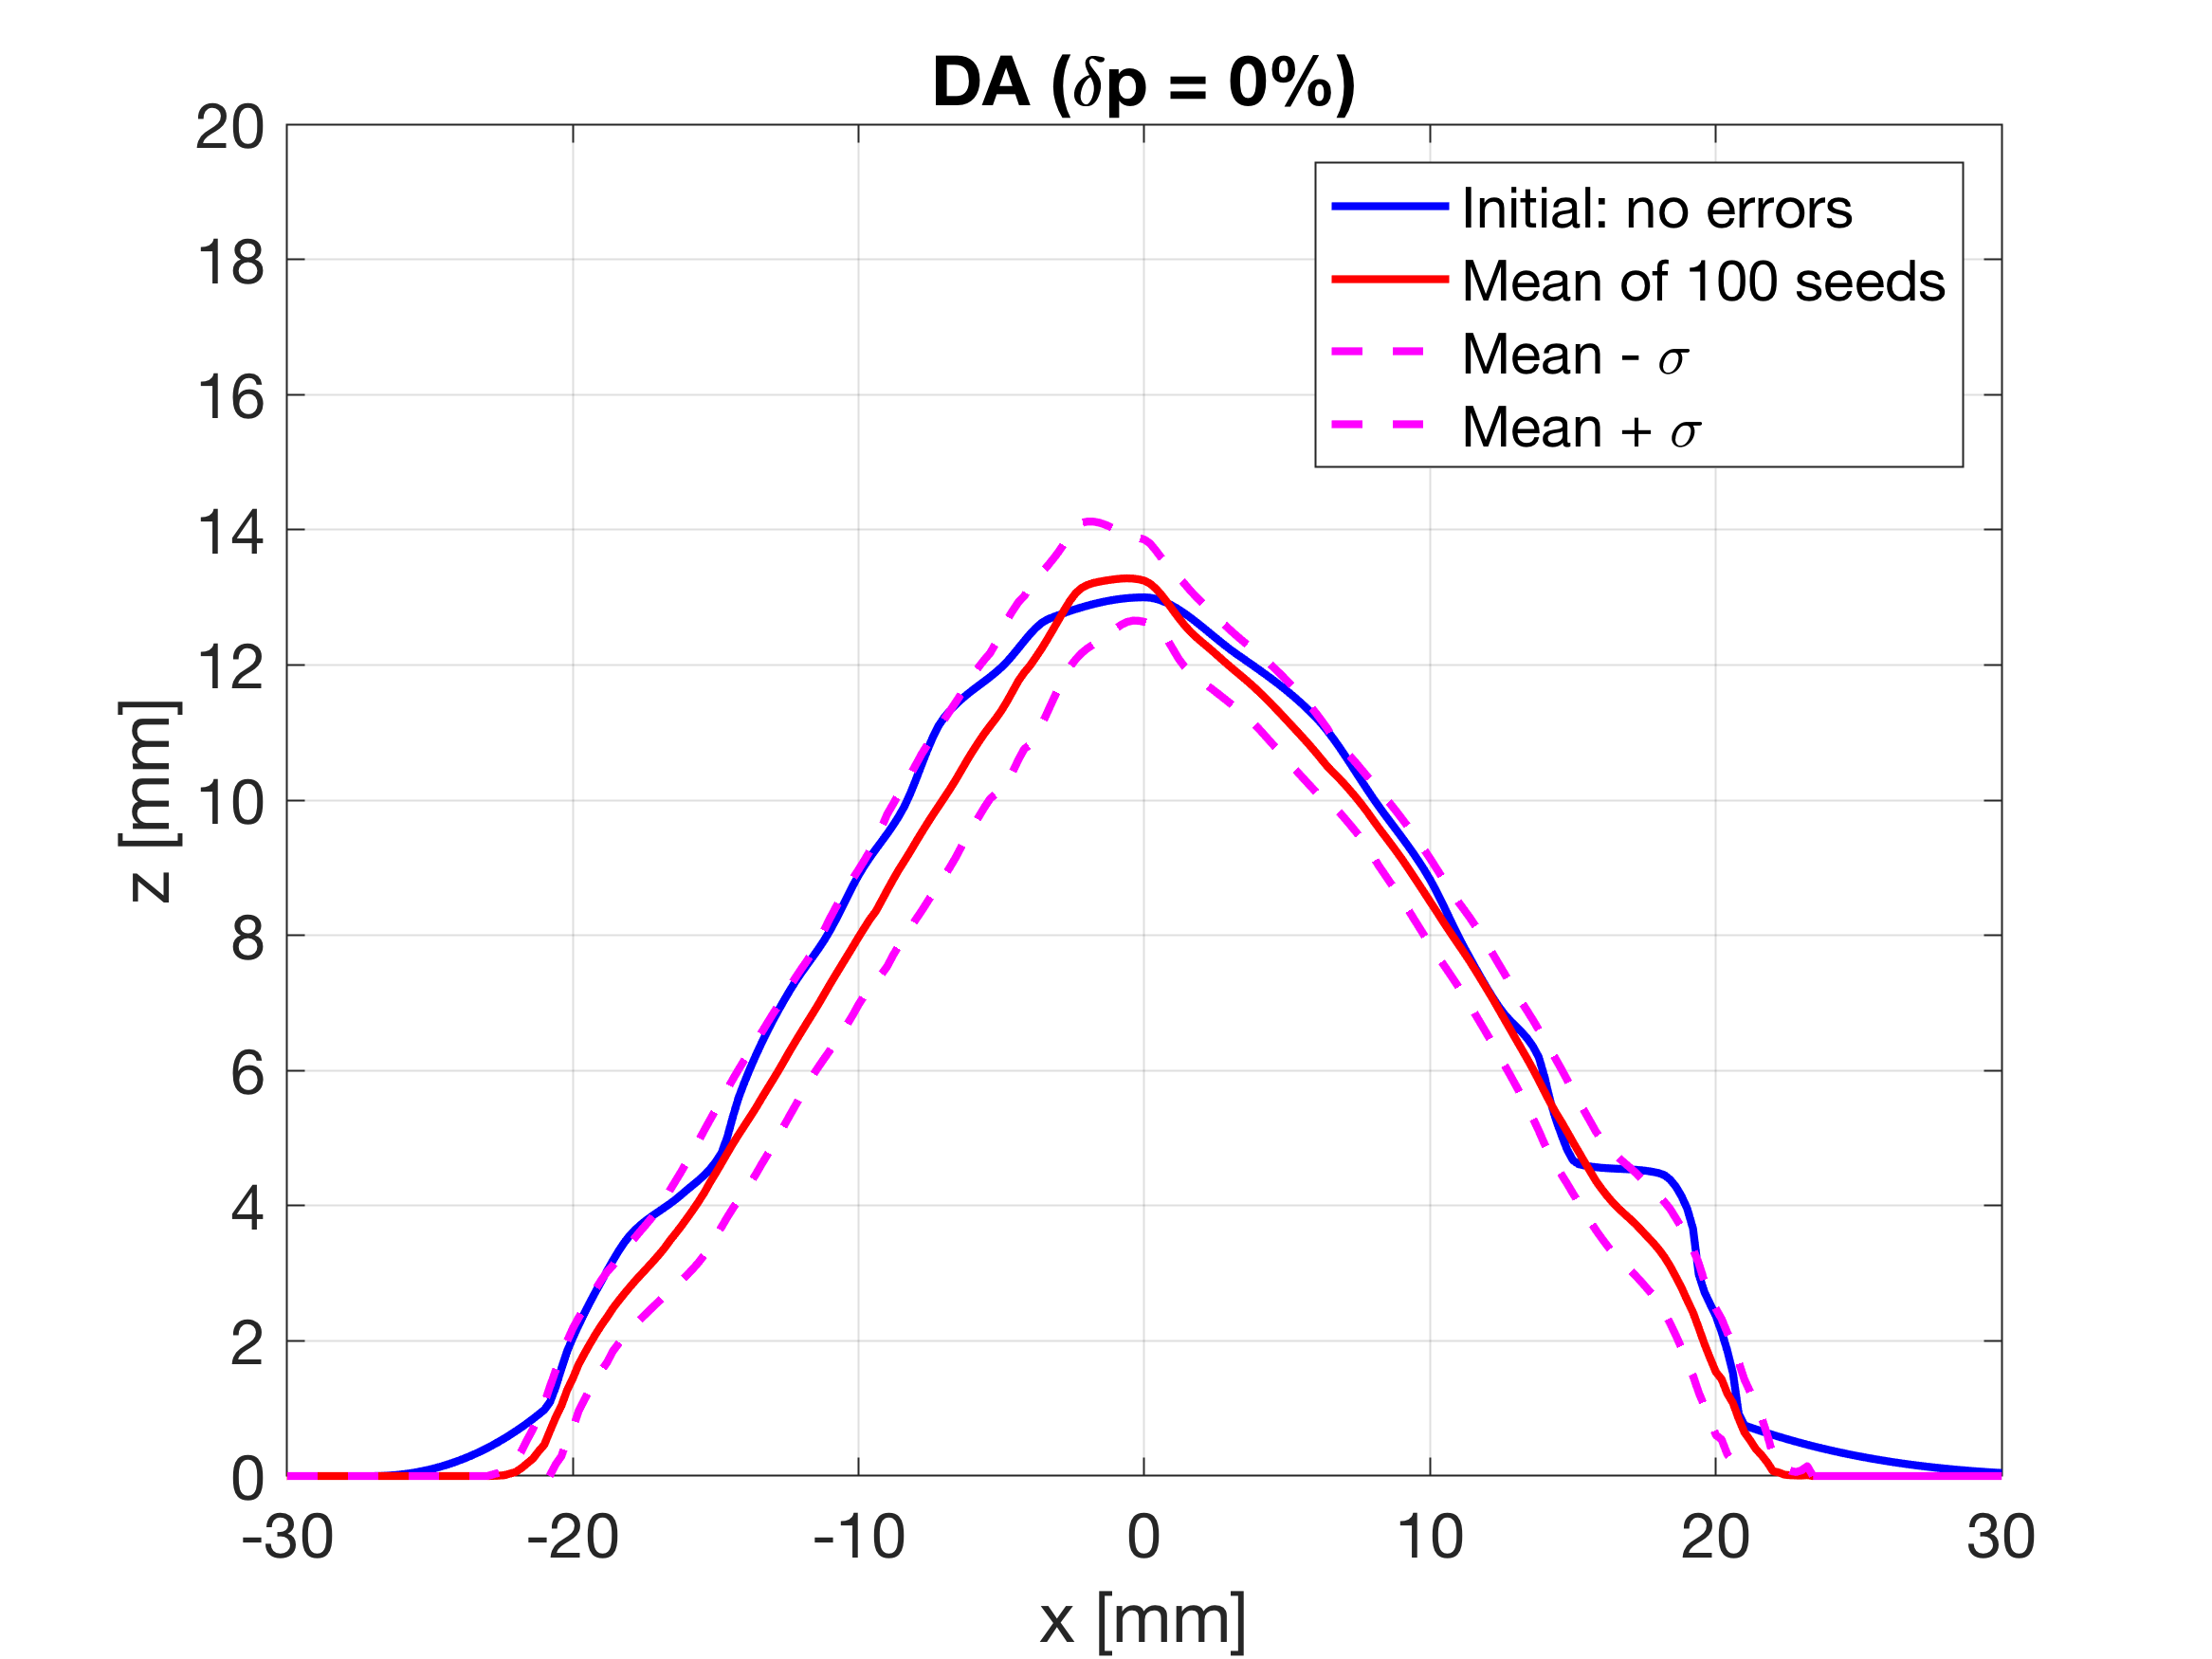 DA (δp = 0%)
20
18
16
14
12
10
8
6
4
2
0
z [mm]
Initial: no errors
Mean of 100 seeds
Mean - σ
Mean + σ
-30 -20 -10 0 10 20 30
x [mm]